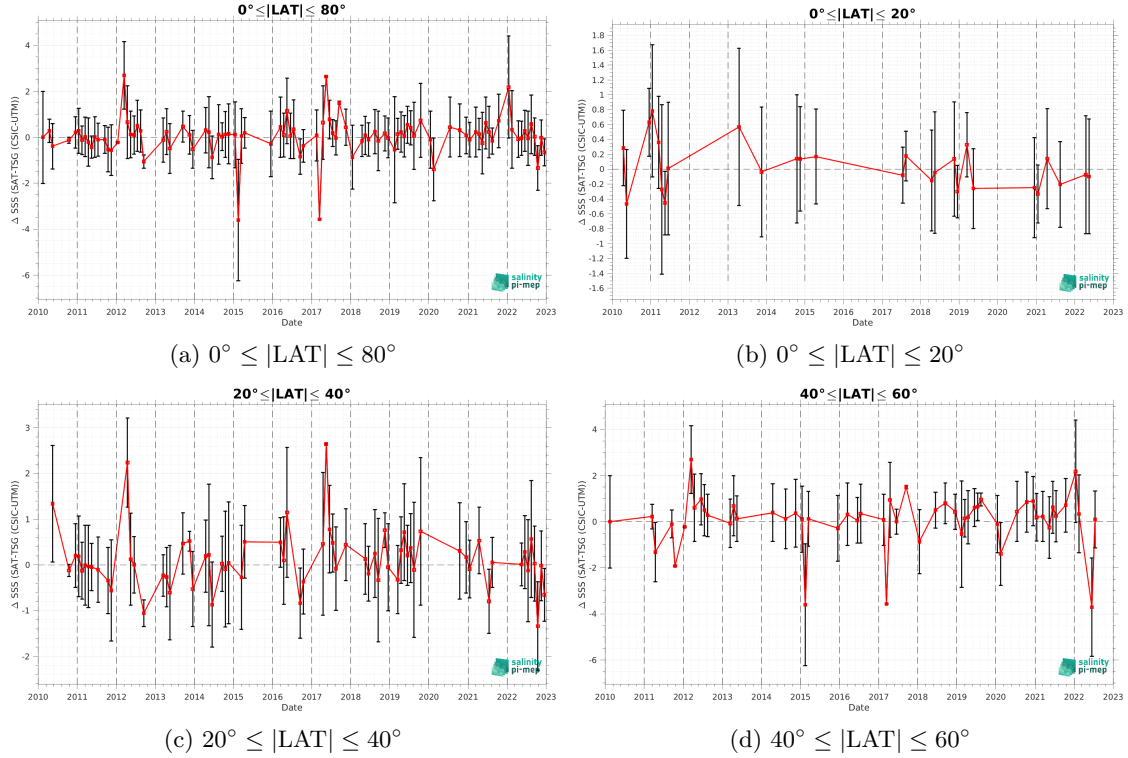 0°≤|LAT|≤ 80°
Δ SSS (SAT-TSG (CSIC-UTM))
4
2
0
-2
-4
-6
2010 2011 2012 2013 2014 2015 2016 2017 2018 2019 2020 2021 2022 2023
Date
salinity
pi-mep
(a) 0° ≤ |LAT| ≤ 80°
0°≤|LAT|≤ 20°
Δ SSS (SAT-TSG (CSIC-UTM))
1.8
1.6
1.4
1.2
1
0.8
0.6
0.4
0.2
0
-0.2
-0.4
-0.6
-0.8
-1
-1.2
-1.4
-1.6
2010 2011 2012 2013 2014 2015 2016 2017 2018 2019 2020 2021 2022 2023
Date
salinity
pi-mep
(b) 0° ≤ |LAT| ≤ 20°
20°≤|LAT|≤ 40°
Δ SSS (SAT-TSG (CSIC-UTM))
3
2
1
0
-1
-2
2010 2011 2012 2013 2014 2015 2016 2017 2018 2019 2020 2021 2022 2023
Date
salinity
pi-mep
(c) 20° ≤ |LAT| ≤ 40°
40°≤|LAT|≤ 60°
Δ SSS (SAT-TSG (CSIC-UTM))
4
2
0
-2
-4
-6
2010 2011 2012 2013 2014 2015 2016 2017 2018 2019 2020 2021 2022 2023
Date
salinity
pi-mep
(d) 40° ≤ |LAT| ≤ 60°